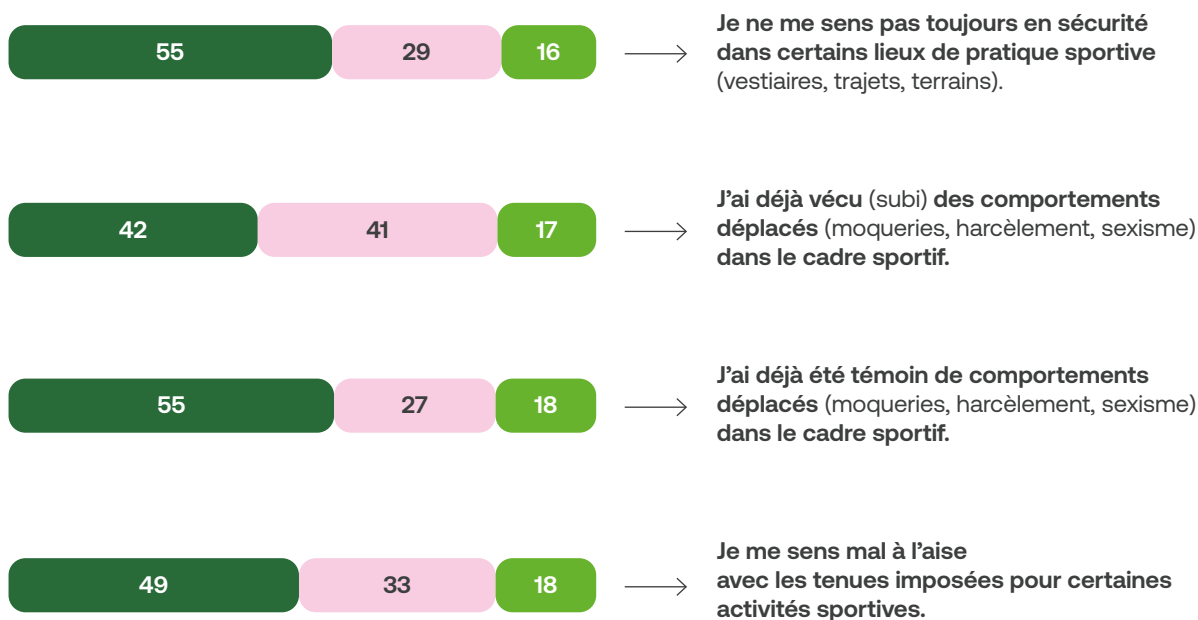 55 29 16
Je ne me sens pas toujours en sécurité
dans certains lieux de pratique sportive
(vestiaires, trajets, terrains).
42 41 17
J’ai déjà vécu (subi) des comportements
déplacés (moqueries, harcèlement, sexisme)
dans le cadre sportif.
55 27 18
J’ai déjà été témoin de comportements
déplacés (moqueries, harcèlement, sexisme)
dans le cadre sportif.
49 33 18
Je me sens mal à l’aise
avec les tenues imposées pour certaines
activités sportives.